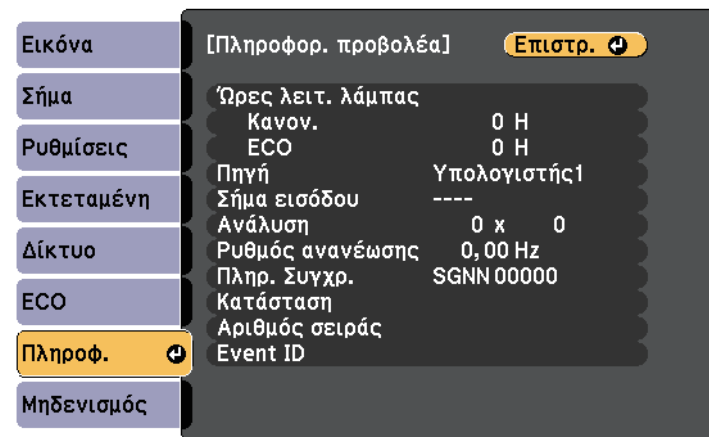 Εικόνα
Σήμα
Ρυθμίσεις
Εκτεταμένη
Δίκτυο
ECO
Πληροφ.
Μηδενισμός
[Πληροφορ. προβολέα] Επιστρ.
Ώρες λειτ. λάμπας
Κανον. 0 H
ECO 0 H
Πηγή Υπολογιστής1
Σήμα εισόδου ----
Ανάλυση 0 x 0
Ρυθμός ανανέωσης 0,00 Hz
Πληρ. Συγχρ. SGNN 00000
Κατάσταση
Αριθμός σειράς
Event ID